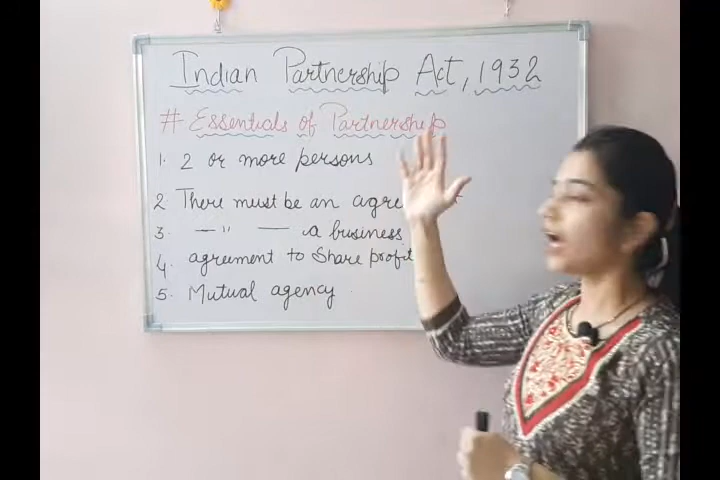 Indian Partnership Act, 1932
# Essentials of Partnership
1. 2 or more persons
2. There must be an agre
3. — " — a business
4. agreement to Share profit
5. Mutual agency